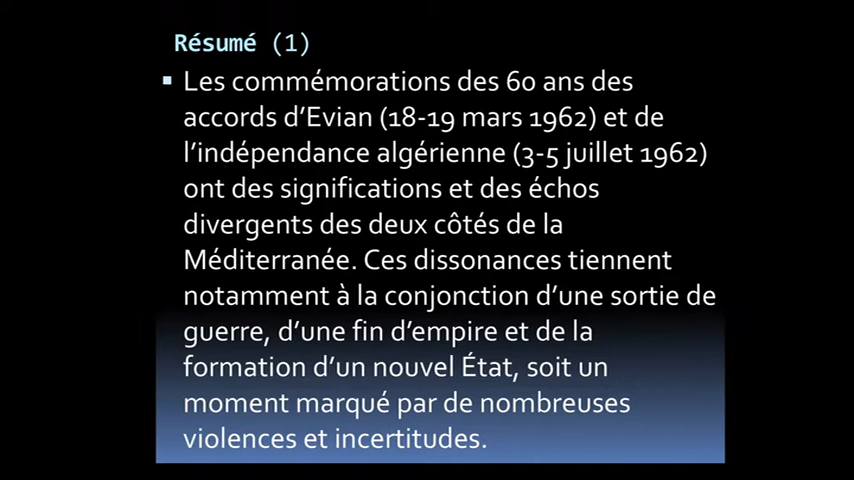 Résumé (1)
▪ Les commémorations des 60 ans des
accords d’Evian (18-19 mars 1962) et de
l’indépendance algérienne (3-5 juillet 1962)
ont des significations et des échos
divergents des deux côtés de la
Méditerranée. Ces dissonances tiennent
notamment à la conjonction d’une sortie de
guerre, d’une fin d’empire et de la
formation d’un nouvel État, soit un
moment marqué par de nombreuses
violences et incertitudes.